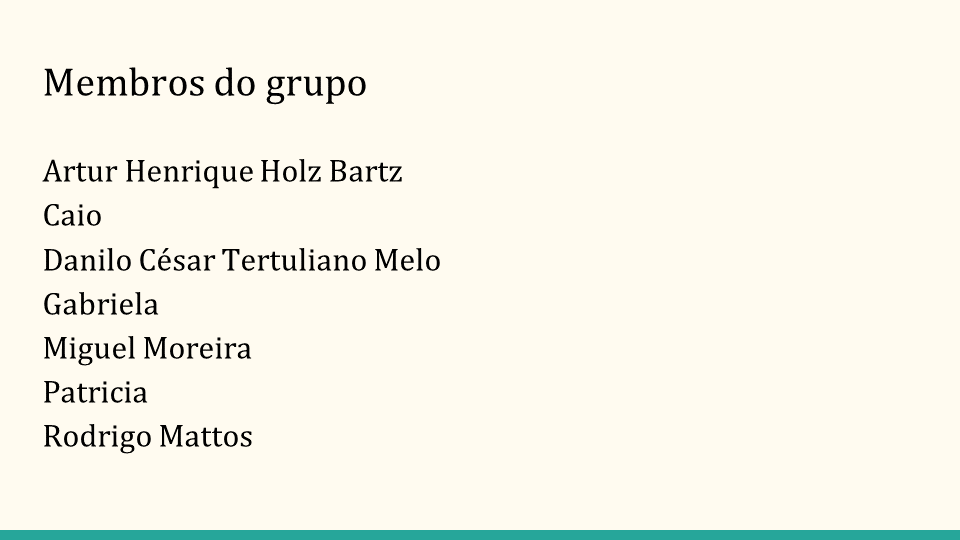 Membros do grupo
Artur Henrique Holz Bartz
Caio
Danilo César Tertuliano Melo
Gabriela
Miguel Moreira
Patricia
Rodrigo Mattos